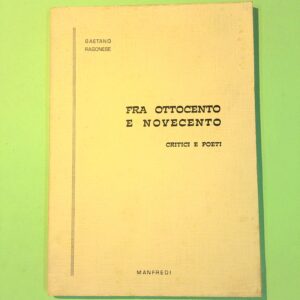 GAETANO
RAGONESE
FRA OTTOCENTO
E NOVECENTO
CRITICI E POETI
MANFREDI